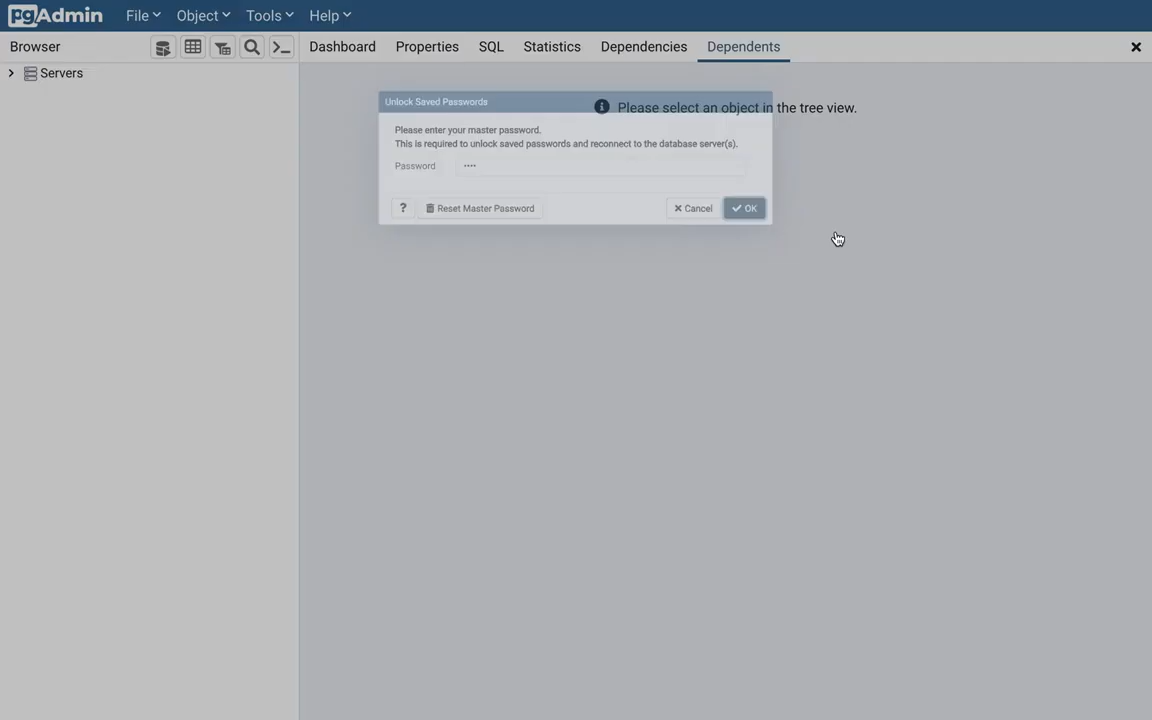 pgAdmin File Object Tools Help
Browser Dashboard Properties SQL Statistics Dependencies Dependents
Servers
Unlock Saved Passwords
Please select an object in the tree view.
Please enter your master password.
This is required to unlock saved passwords and reconnect to the database server(s).
Password ····
? Reset Master Password Cancel OK